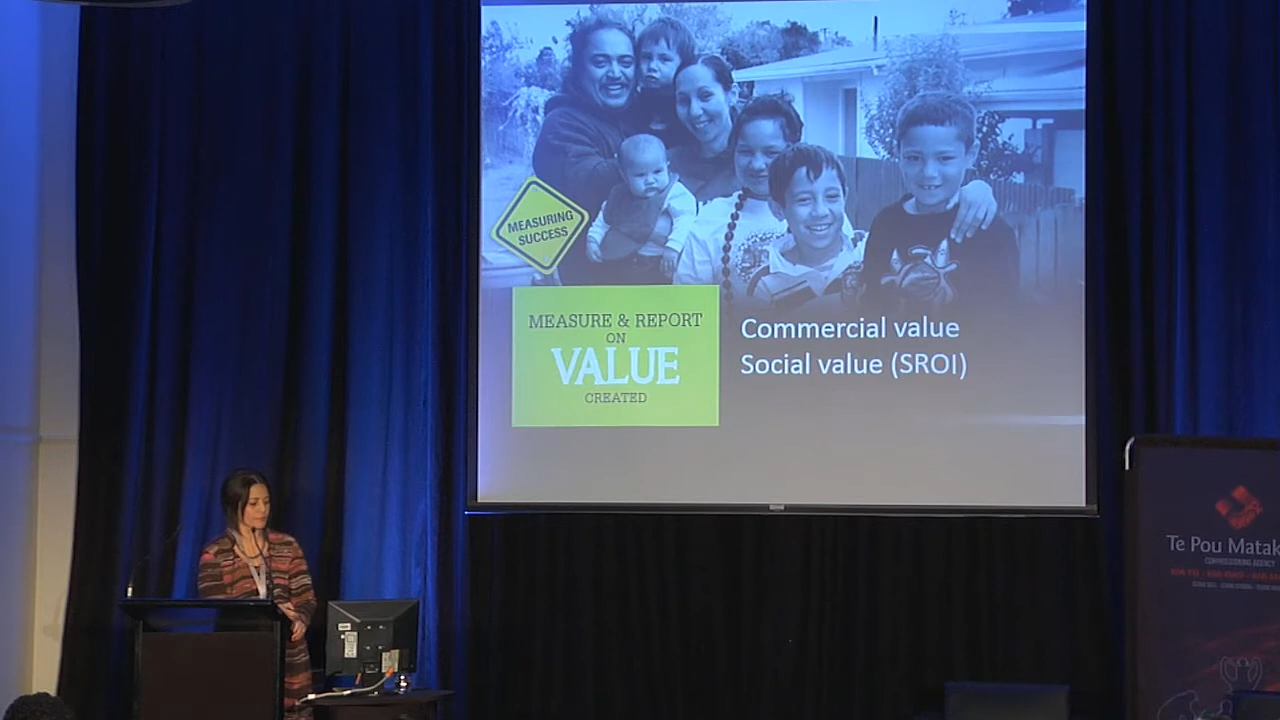 MEASURING
SUCCESS
MEASURE & REPORT
ON
VALUE
CREATED
Commercial value
Social value (SROI)
Te Pou Matak
COMMISSIONING AGENCY